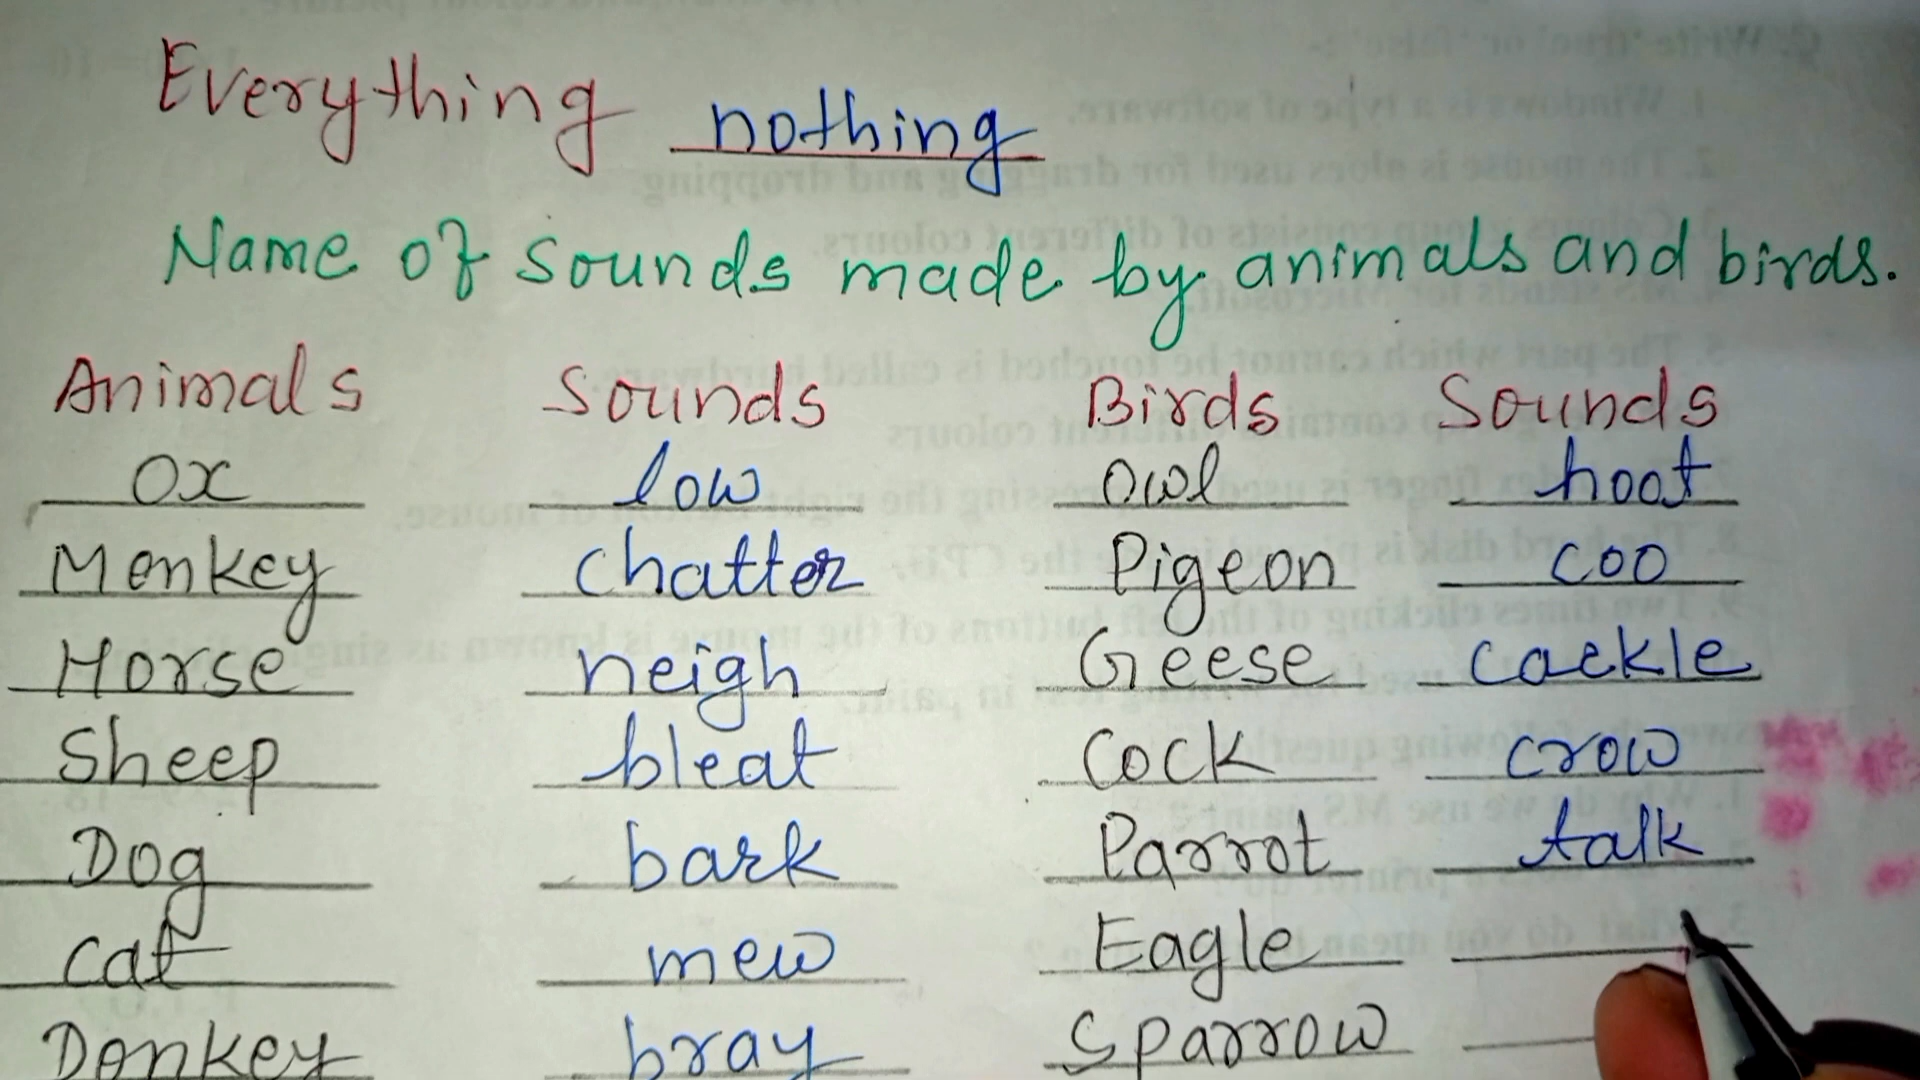 Everything nothing
Name of sounds made by animals and birds.
Animals Sounds Birds Sounds
Ox low Owl hoot
Monkey chatter Pigeon coo
Horse neigh Geese cackle
Sheep bleat Cock crow
Dog bark Parrot talk
Cat mew Eagle
Donkey bray Sparrow